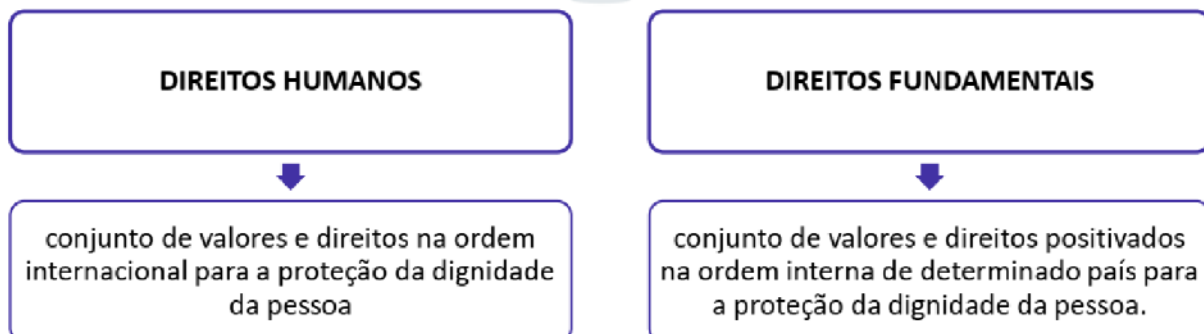 DIREITOS HUMANOS
conjunto de valores e direitos na ordem
internacional para a proteção da dignidade
da pessoa
DIREITOS FUNDAMENTAIS
conjunto de valores e direitos positivados
na ordem interna de determinado país para
a proteção da dignidade da pessoa.